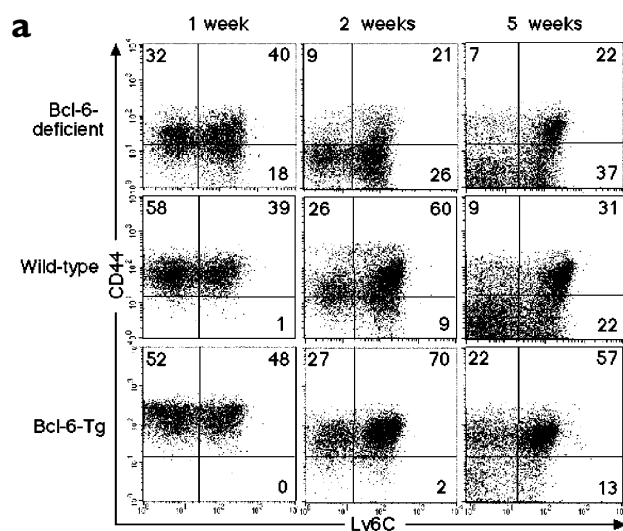 a
1 week 2 weeks 5 weeks
32 40 9 21 7 22
Bcl-6-
deficient
18 26 37
58 39 26 60 9 31
Wild-type
CD44
1 9 22
52 48 27 70 22 57
Bcl-6-Tg
0 2 13
Ly6C